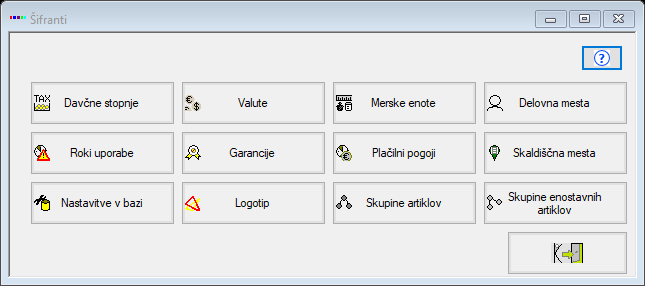 Šifranti
?
TAX
Davčne stopnje
Valute
Merske enote
Delovna mesta
Roki uporabe
Garancije
Plačilni pogoji
Skaldiščna mesta
Nastavitve v bazi
Logotip
Skupine artiklov
Skupine enostavnih
artiklov